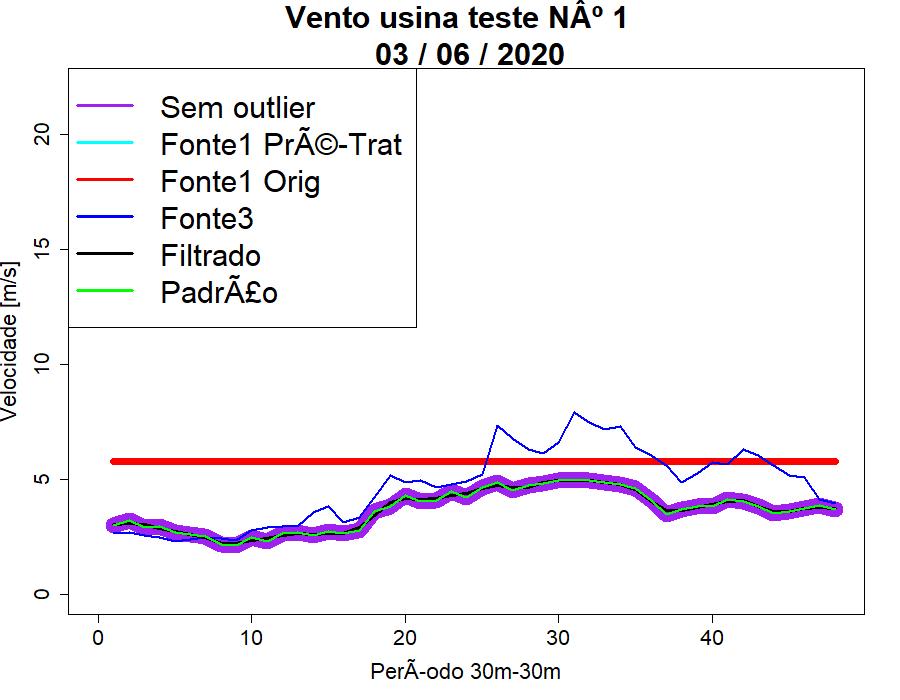 Vento usina teste NÂº 1
03 / 06 / 2020
Sem outlier
Fonte1 PrÃ©-Trat
Fonte1 Orig
Fonte3
Filtrado
PadrÃ£o
Velocidade [m/s]
20
15
10
5
0
0 10 20 30 40
PerÃ-odo 30m-30m